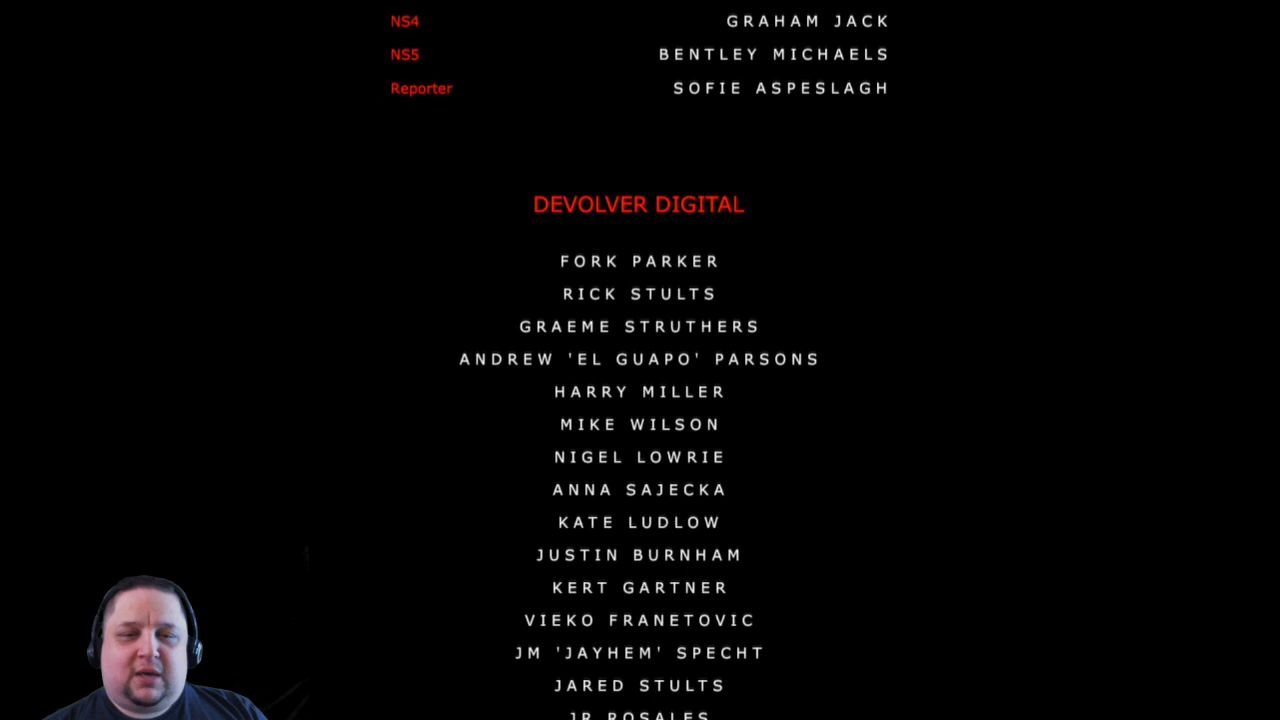 NS4 GRAHAM JACK
NS5 BENTLEY MICHAELS
Reporter SOFIE ASPESLAGH
DEVOLVER DIGITAL
FORK PARKER
RICK STULTS
GRAEME STRUTHERS
ANDREW 'EL GUAPO' PARSONS
HARRY MILLER
MIKE WILSON
NIGEL LOWRIE
ANNA SAJECKA
KATE LUDLOW
JUSTIN BURNHAM
KERT GARTNER
VIEKO FRANETOVIC
JM 'JAYHEM' SPECHT
JARED STULTS
JR ROSALES